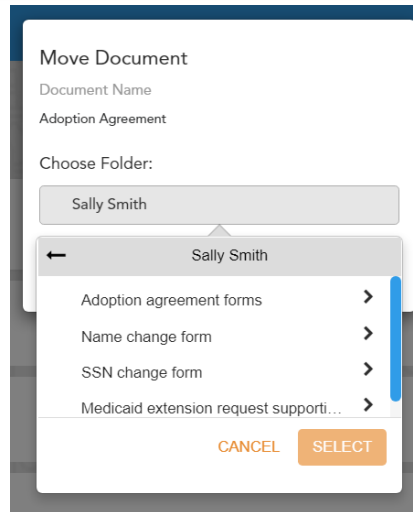 Move Document
Document Name
Adoption Agreement
Choose Folder:
Sally Smith
Sally Smith
Adoption agreement forms
Name change form
SSN change form
Medicaid extension request supporti...
CANCEL SELECT